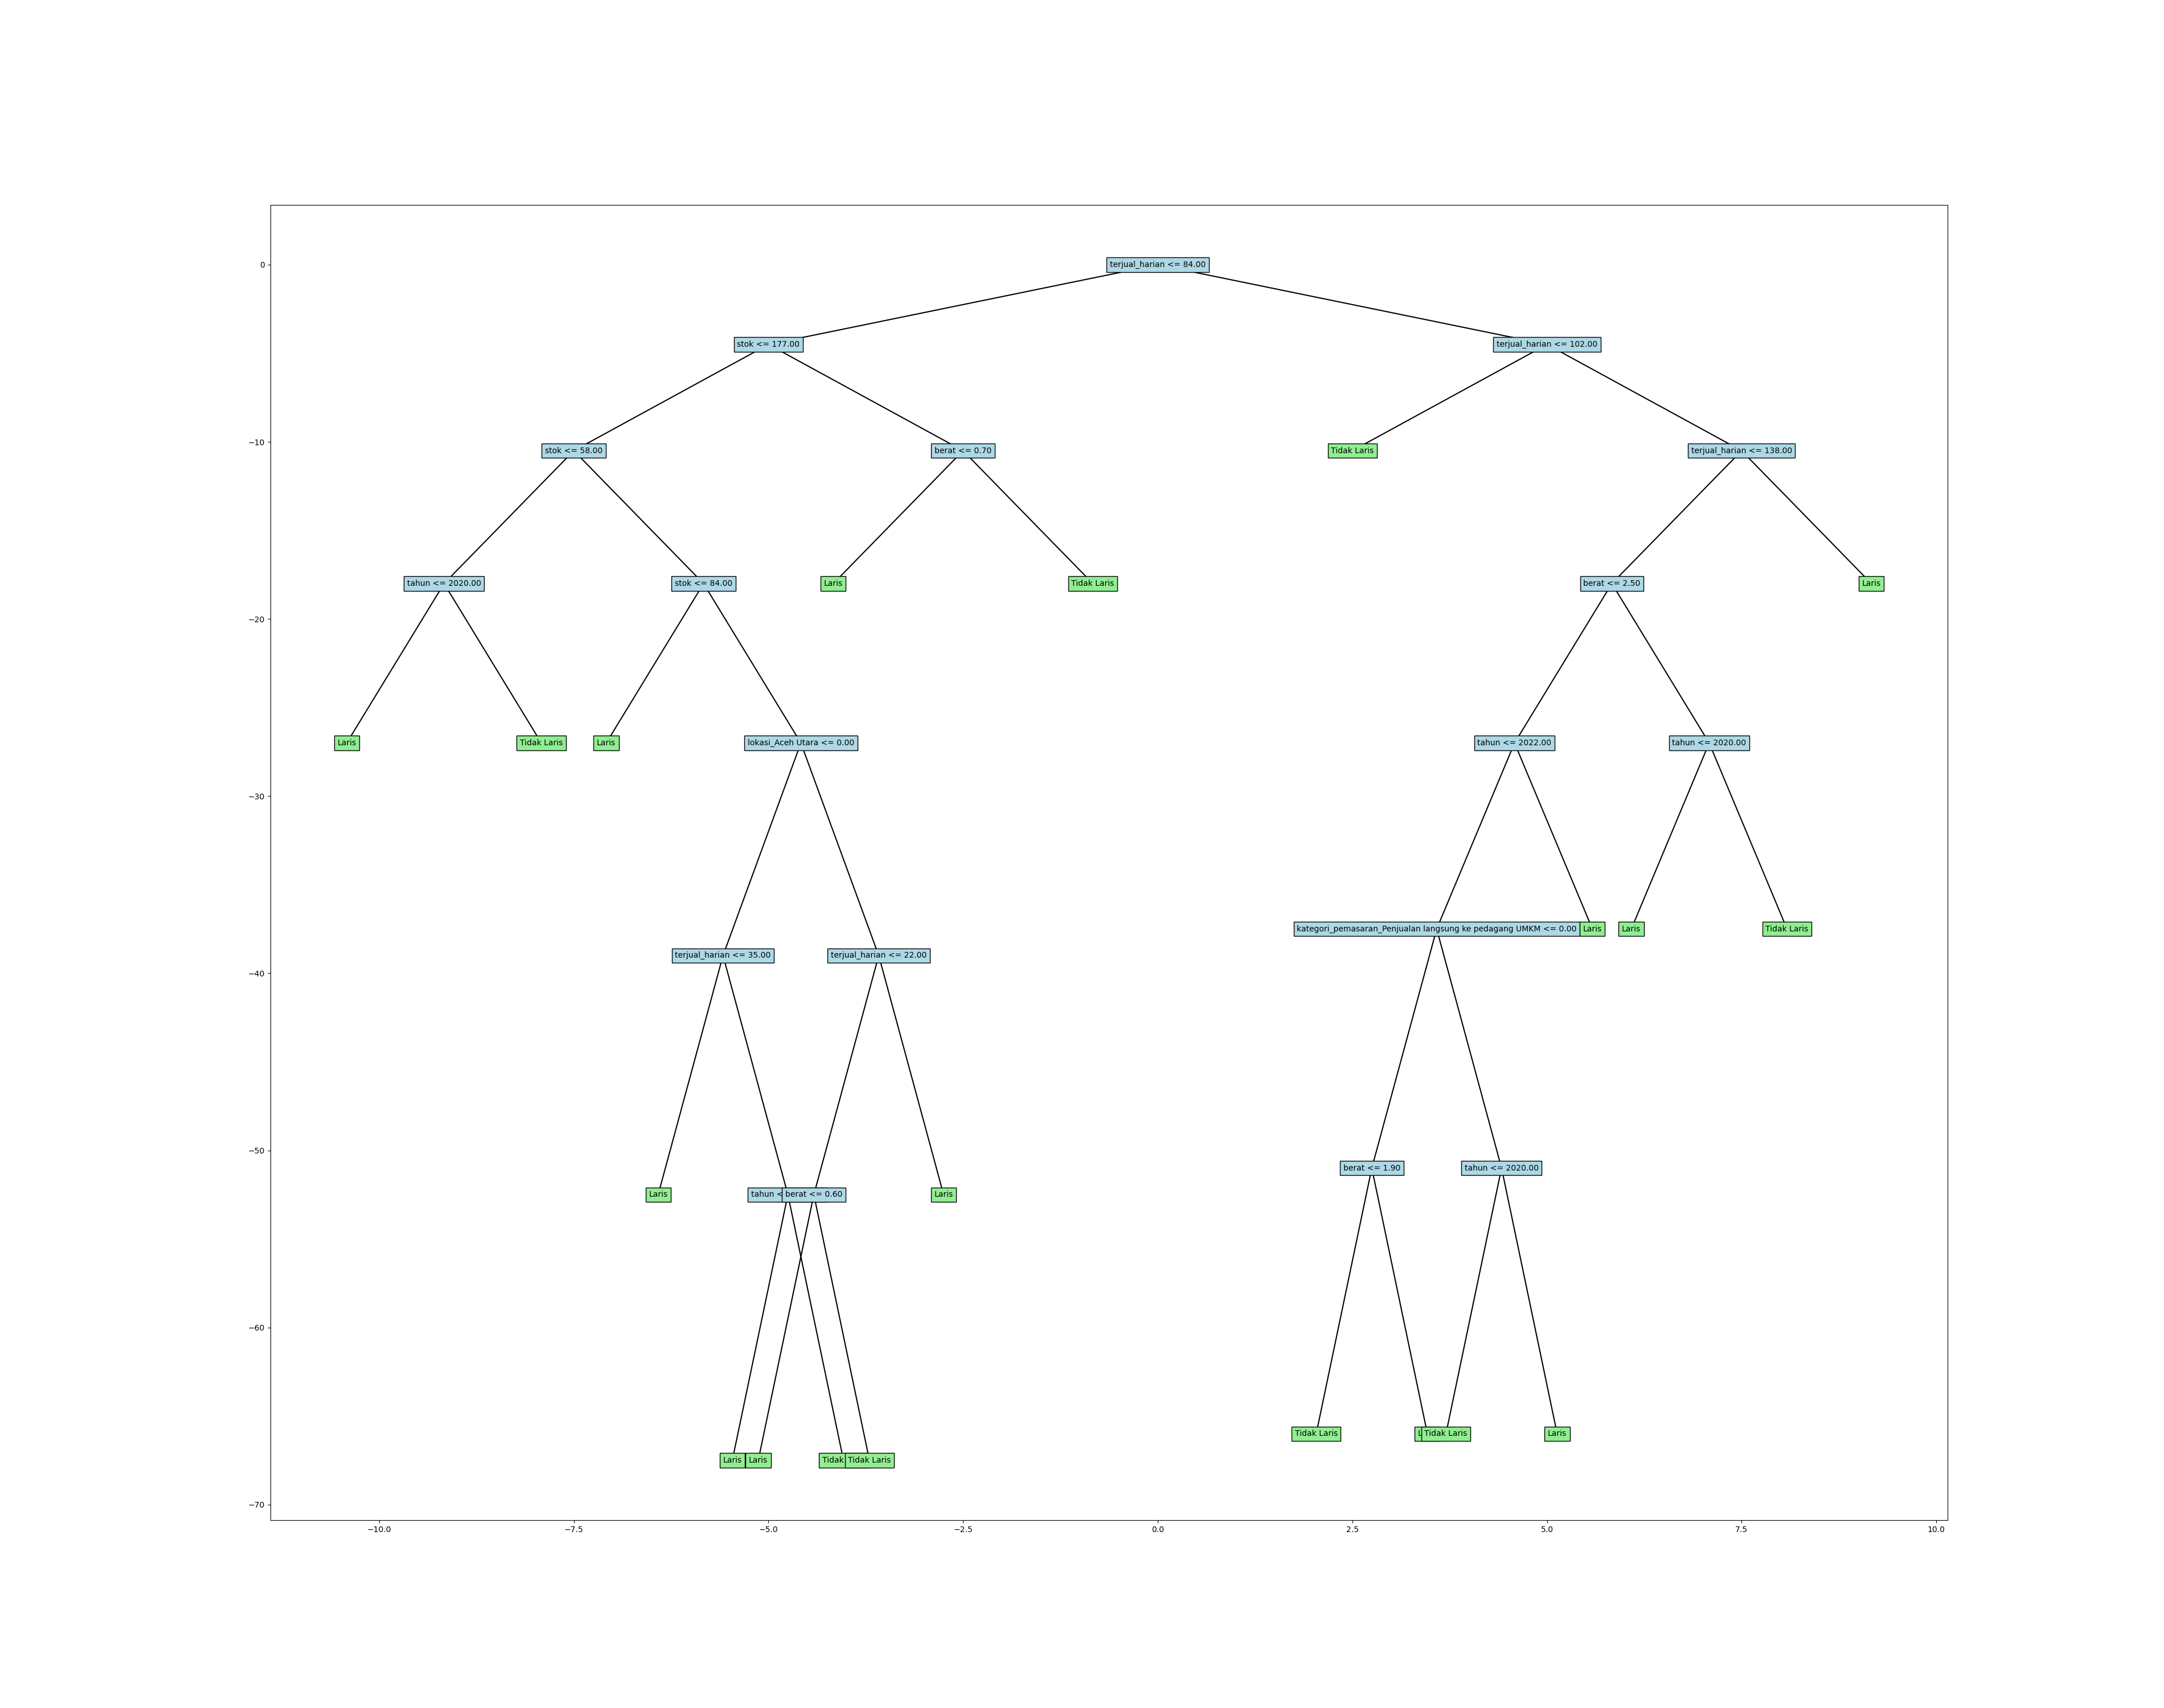 terjual_harian <= 84.00
0
stok <= 177.00
terjual_harian <= 102.00
−10
stok <= 58.00
berat <= 0.70
Tidak Laris
terjual_harian <= 138.00
tahun <= 2020.00
stok <= 84.00
Laris
Tidak Laris
berat <= 2.50
Laris
−20
Laris
Tidak Laris
Laris
lokasi_Aceh Utara <= 0.00
tahun <= 2022.00
tahun <= 2020.00
−30
kategori_pemasaran_Penjualan langsung ke pedagang UMKM <= 0.00
Laris
Laris
Tidak Laris
terjual_harian <= 35.00
terjual_harian <= 22.00
−40
−50
berat <= 1.90
tahun <= 2020.00
Laris
tahun <
berat <= 0.60
Laris
−60
Tidak Laris
Tidak Laris
Laris
Laris
Laris
Tidak
Tidak Laris
−70
−10.0
−7.5
−5.0
−2.5
0.0
2.5
5.0
7.5
10.0